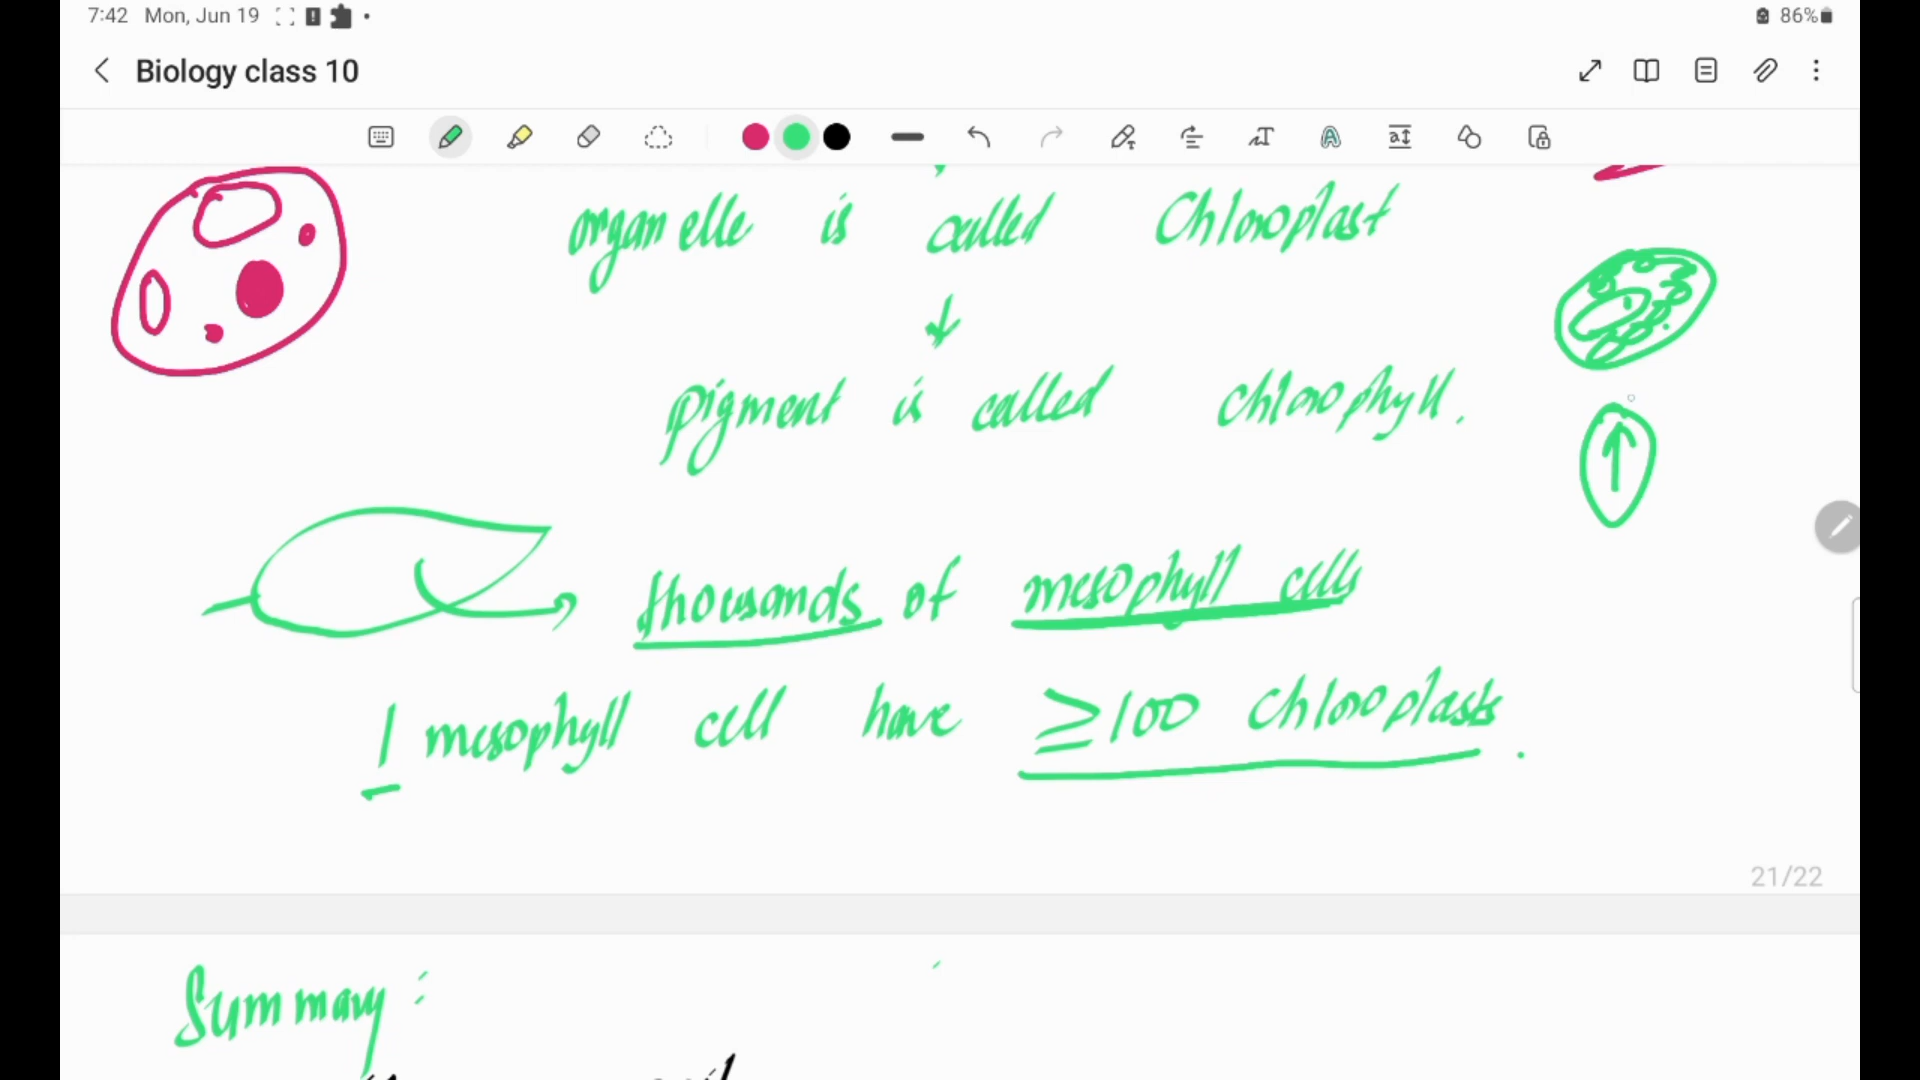 7:42 Mon, Jun 19
86%
Biology class 10
organelle is called Chloroplast
pigment is called chlorophyll.
thousands of mesophyll cells
1 mesophyll cell have ≥100 Chloroplasts.
21/22
Summary: